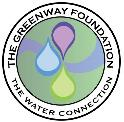 THE GREENWAY FOUNDATION
THE WATER CONNECTION